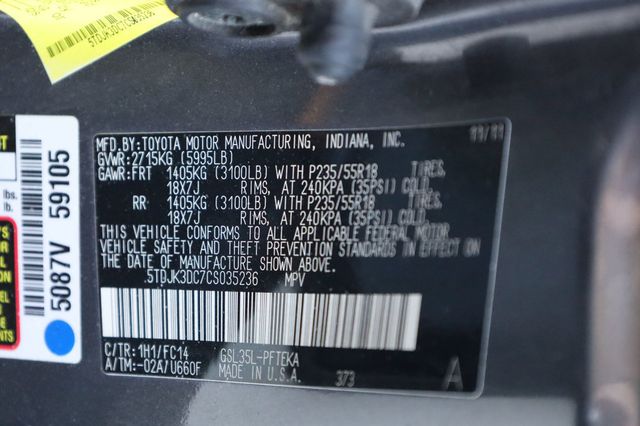 5TDJK3DC7CS035236
5087V 59105
lbs.
lbs.
MFD.BY:TOYOTA MOTOR MANUFACTURING, INDIANA, INC.
GVWR:2715KG (5995LB)
GAWR:FRT 1405KG (3100LB) WITH P235/55R18 TIRES,
18X7J RIMS, AT 240KPA (35PSI) COLD
RR 1405KG (3100LB) WITH P235/55R18 TIRES,
18X7J RIMS, AT 240KPA (35PSI) COLD
THIS VEHICLE CONFORMS TO ALL APPLICABLE FEDERAL MOTOR
VEHICLE SAFETY AND THEFT PREVENTION STANDARDS IN EFFECT ON
THE DATE OF MANUFACTURE SHOWN ABOVE.
5TDJK3DC7CS035236 MPV
C/TR:1H1/FC14 GSL35L-PFTEKA
A/TM:-02A/U660F MADE IN U.S.A. 373 A